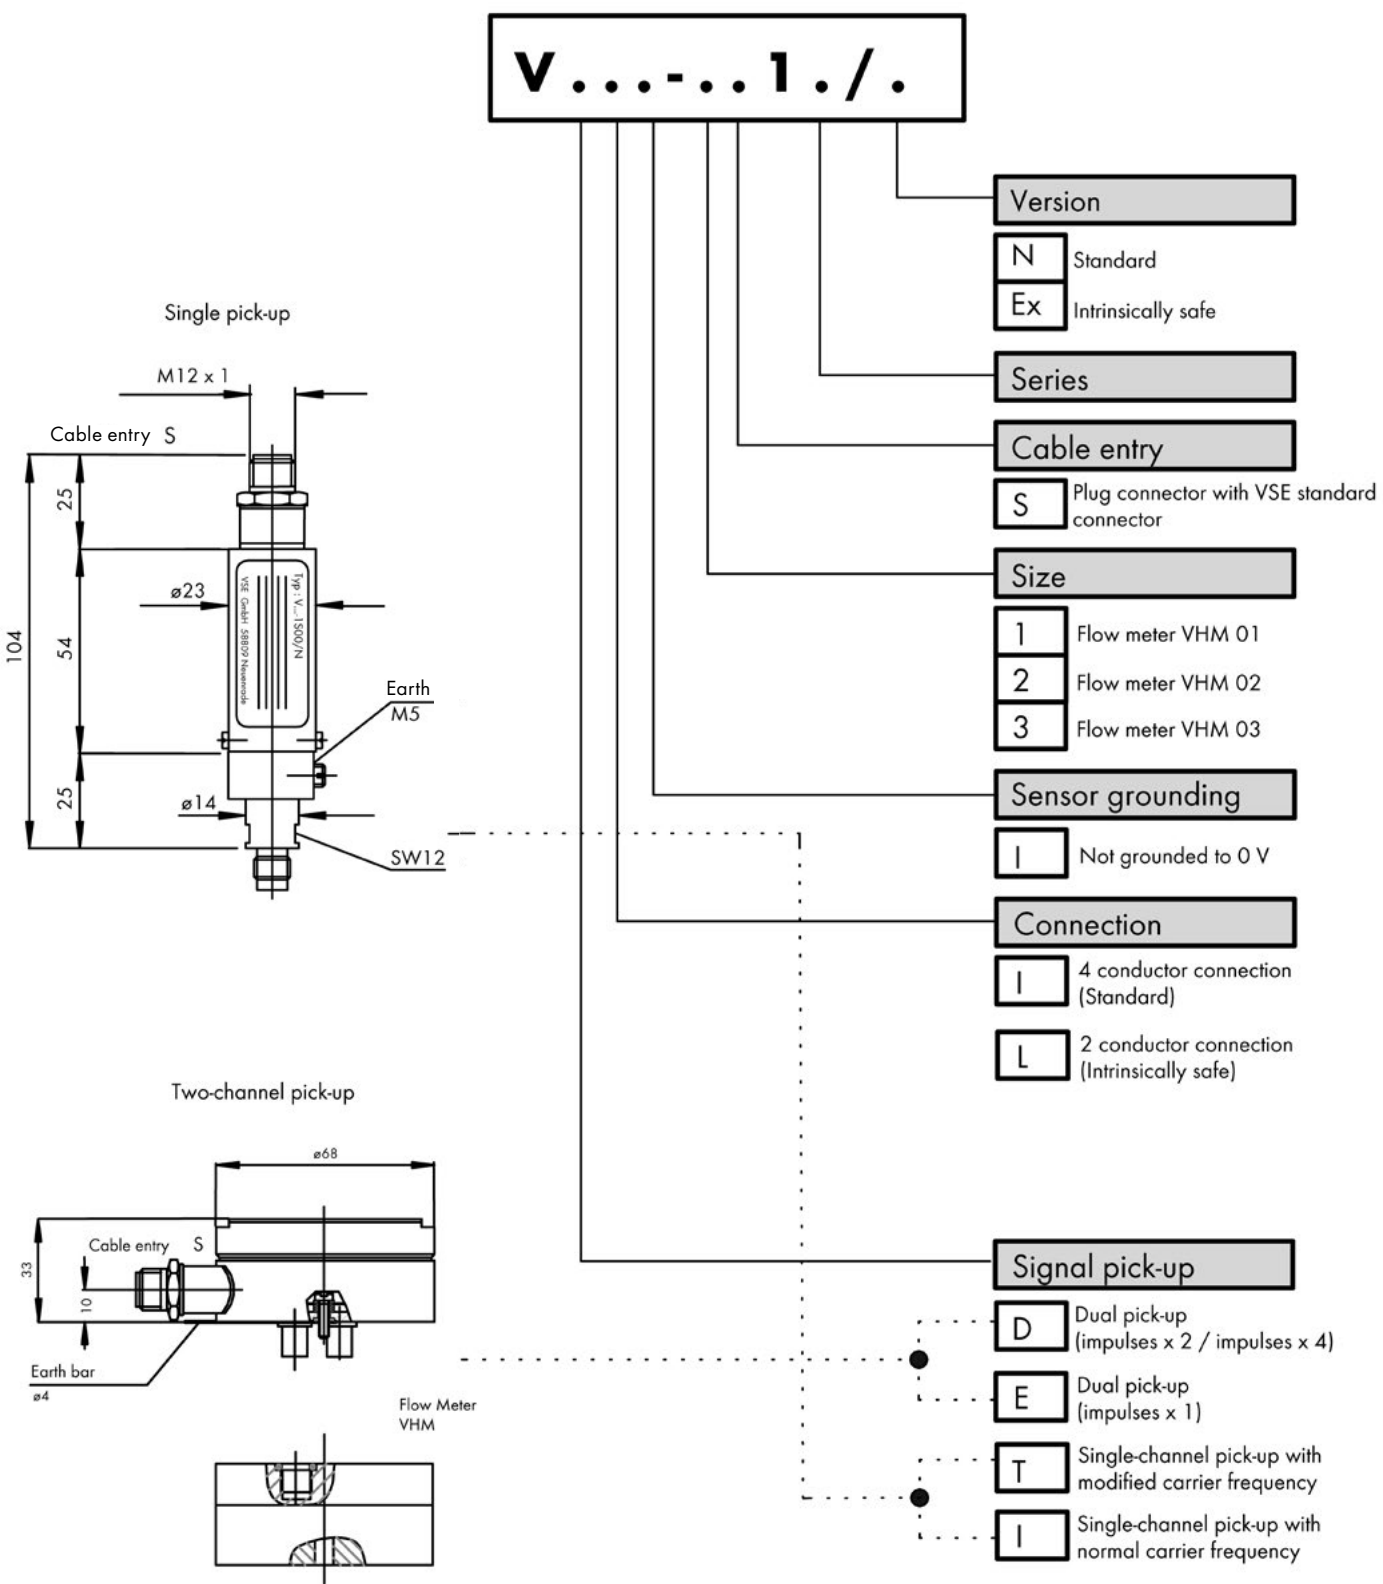 V...-..1./.
Version
N Standard
Ex Intrinsically safe
Series
Cable entry
S Plug connector with VSE standard
connector
Size
1 Flow meter VHM 01
2 Flow meter VHM 02
3 Flow meter VHM 03
Sensor grounding
I Not grounded to 0 V
Connection
I 4 conductor connection
(Standard)
L 2 conductor connection
(Intrinsically safe)
Signal pick-up
D Dual pick-up
(impulses x 2 / impulses x 4)
E Dual pick-up
(impulses x 1)
T Single-channel pick-up with
modified carrier frequency
I Single-channel pick-up with
normal carrier frequency
Single pick-up
M12 x 1
Cable entry S
25
104
54
25
ø23
Typ : V...-1S00/N
VSE GmbH 58809 Neuenrade
Earth
M5
ø14
SW12
Two-channel pick-up
ø68
33
10
Cable entry S
Earth bar
ø4
Flow Meter
VHM